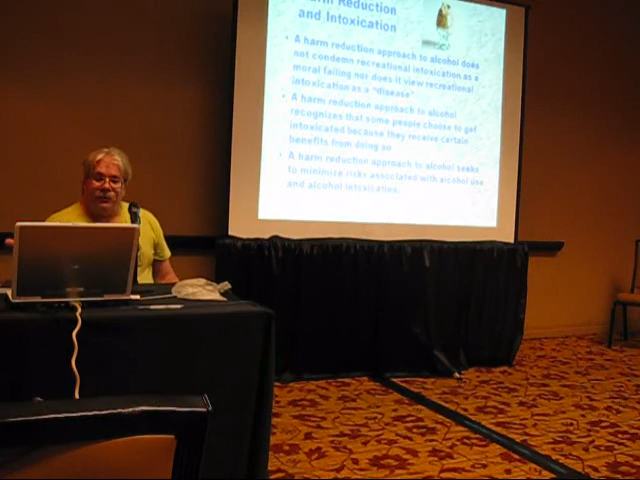 Harm Reduction
and Intoxication
• A harm reduction approach to alcohol does
not condemn recreational intoxication as a
moral failing nor does it view recreational
intoxication as a "disease"
• A harm reduction approach to alcohol
recognizes that some people choose to get
intoxicated because they receive certain
benefits from doing so
• A harm reduction approach to alcohol seeks
to minimize risks associated with alcohol use
and alcohol intoxication.